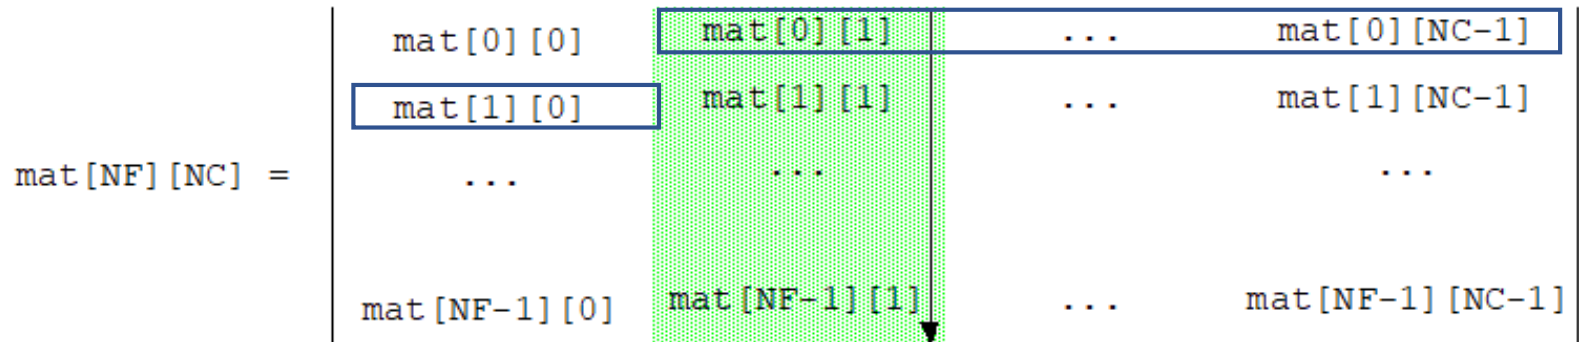 mat[0][0] mat[0][1] ... mat[0][NC-1]
mat[1][0] mat[1][1] ... mat[1][NC-1]
mat[NF][NC] = ... ... ...
mat[NF-1][0] mat[NF-1][1] ... mat[NF-1][NC-1]